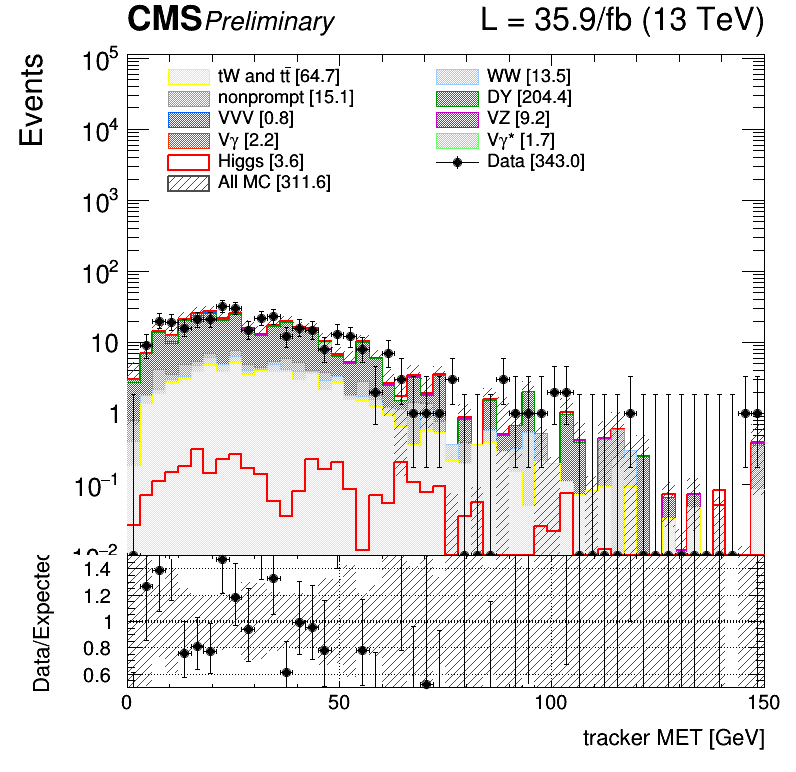 CMS Preliminary L = 35.9/fb (13 TeV)
Events
10^5
10^4
10^3
10^2
10
1
10^−1
10^−2
tW and tt̄ [64.7] WW [13.5]
nonprompt [15.1] DY [204.4]
VVV [0.8] VZ [9.2]
Vγ [2.2] Vγ* [1.7]
Higgs [3.6] Data [343.0]
All MC [311.6]
Data/Expected
1.4
1.2
1
0.8
0.6
0 50 100 150
tracker MET [GeV]